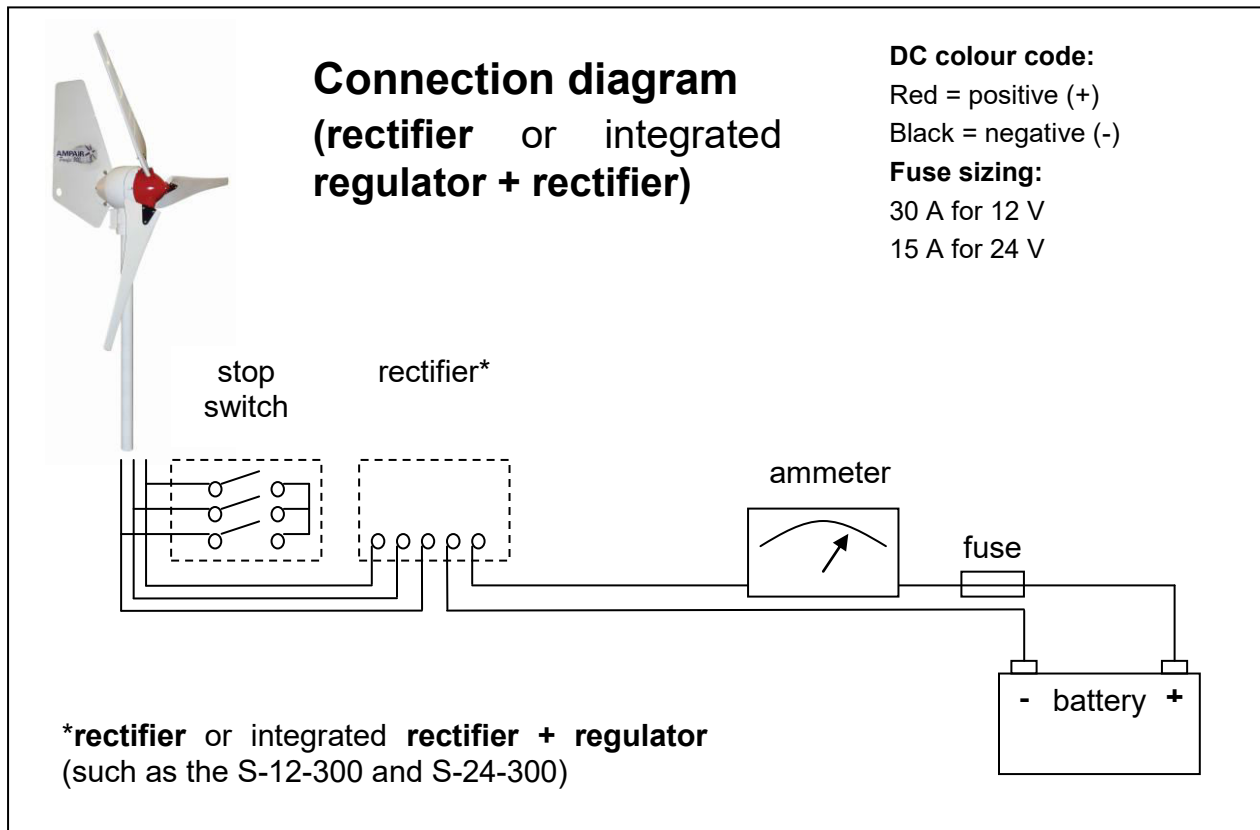 Connection diagram
(rectifier or integrated
regulator + rectifier)
DC colour code:
Red = positive (+)
Black = negative (-)
Fuse sizing:
30 A for 12 V
15 A for 24 V
AMPAIR
stop
switch
rectifier*
ammeter
fuse
- battery +
*rectifier or integrated rectifier + regulator
(such as the S-12-300 and S-24-300)